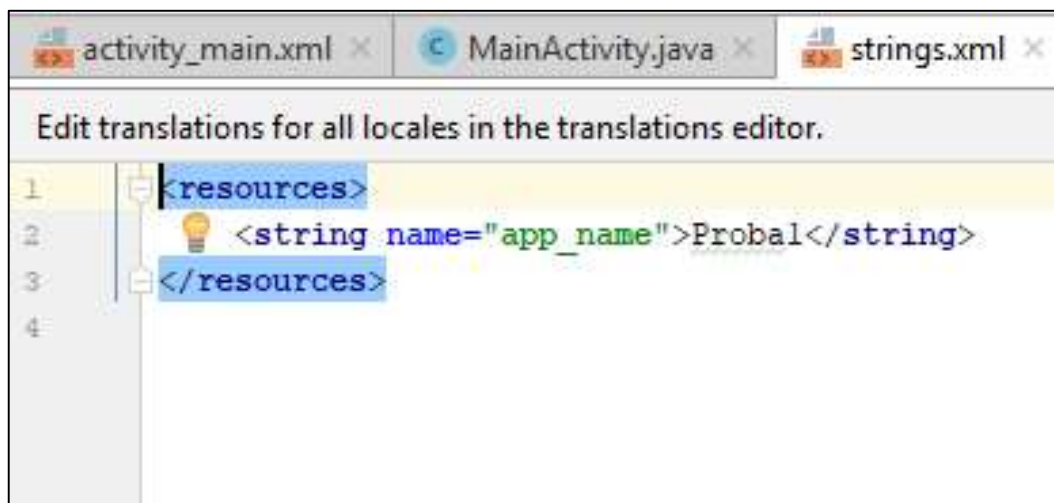 activity_main.xml MainActivity.java strings.xml
Edit translations for all locales in the translations editor.
1 <resources>
2 <string name="app_name">Probal</string>
3 </resources>
4